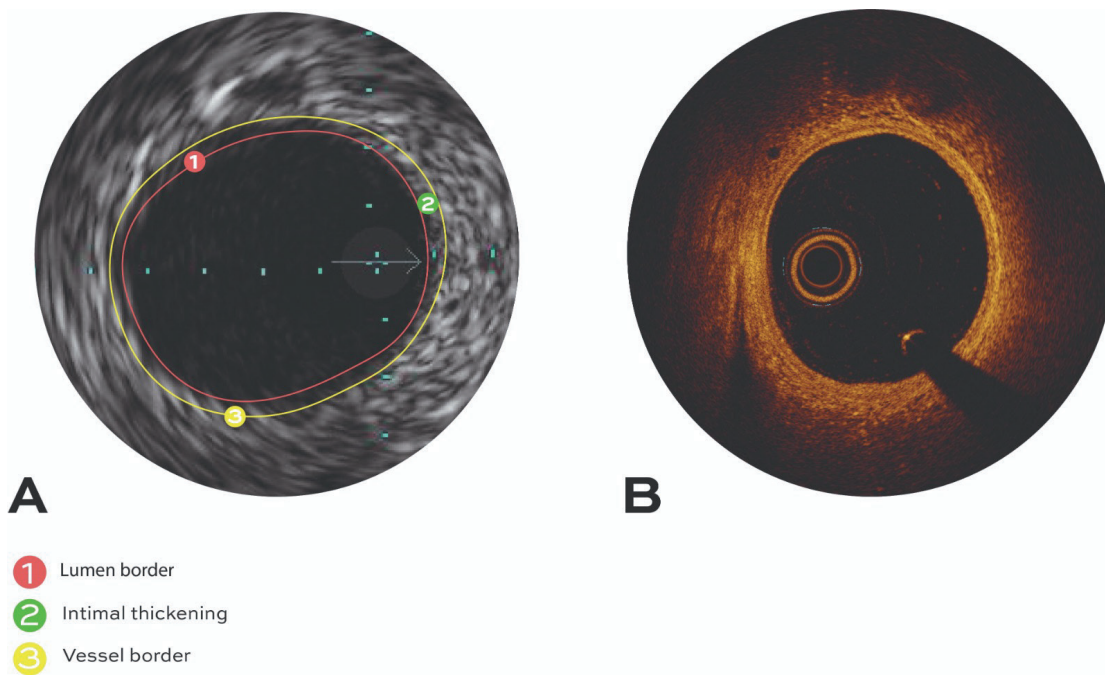 1
2
3
A
B
1 Lumen border
2 Intimal thickening
3 Vessel border